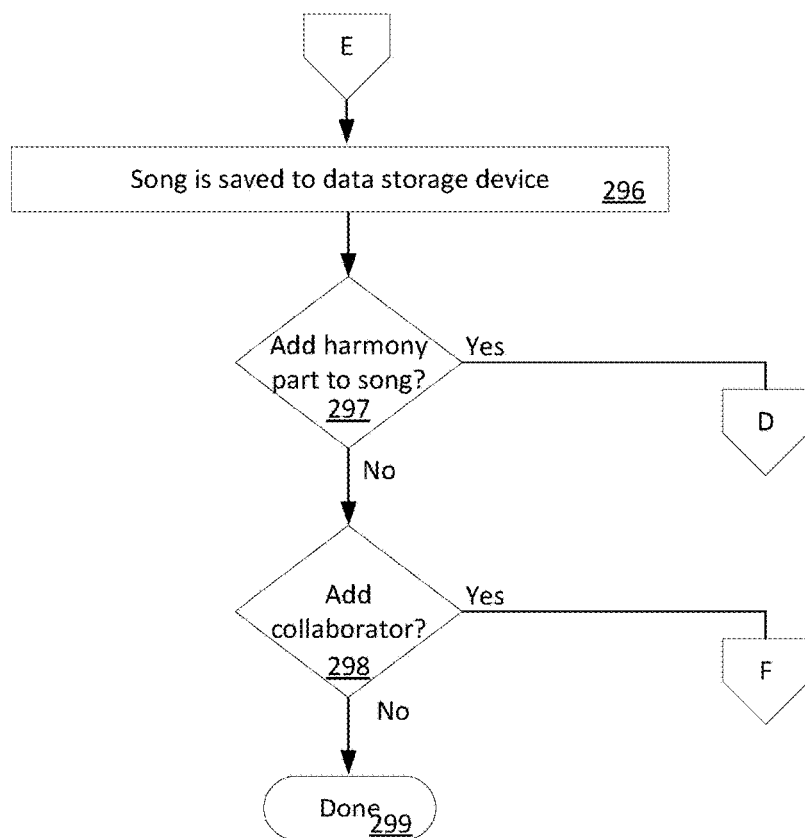 E
Song is saved to data storage device
296
Add harmony
part to song?
297
Yes
D
No
Add
collaborator?
298
Yes
F
No
Done
299